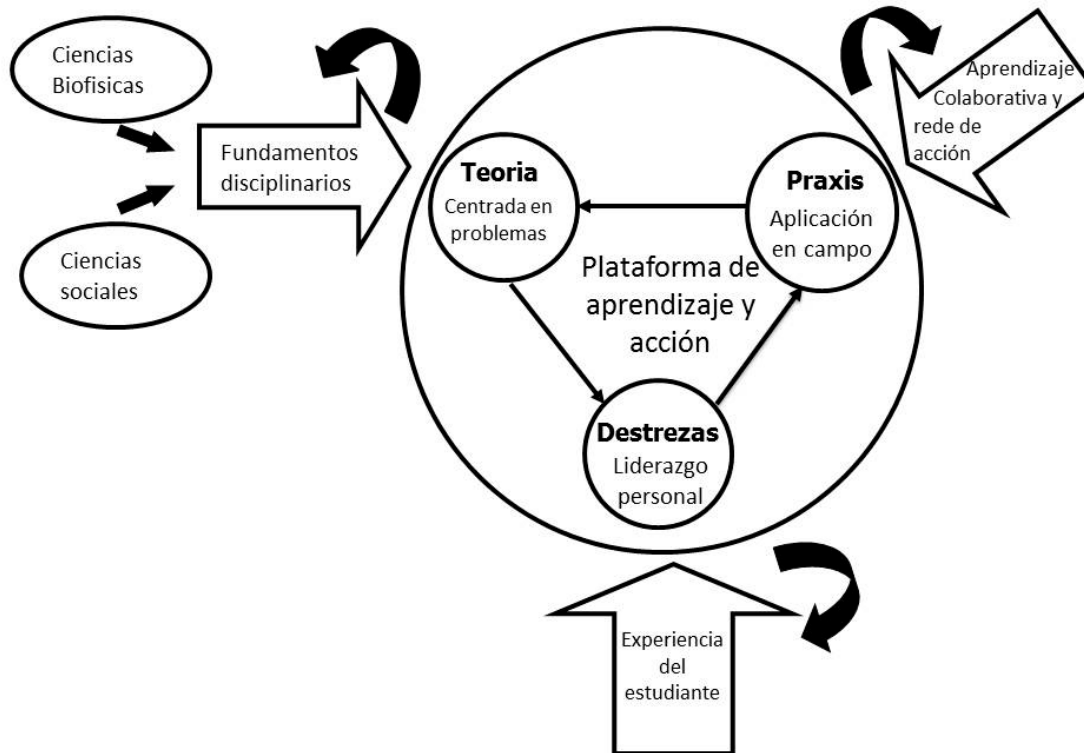 Ciencias
Biofisicas
Ciencias
sociales
Fundamentos
disciplinarios
Teoria
Centrada en
problemas
Praxis
Aplicación
en campo
Plataforma de
aprendizaje y
acción
Destrezas
Liderazgo
personal
Aprendizaje
Colaborativa y
rede de
acción
Experiencia
del
estudiante